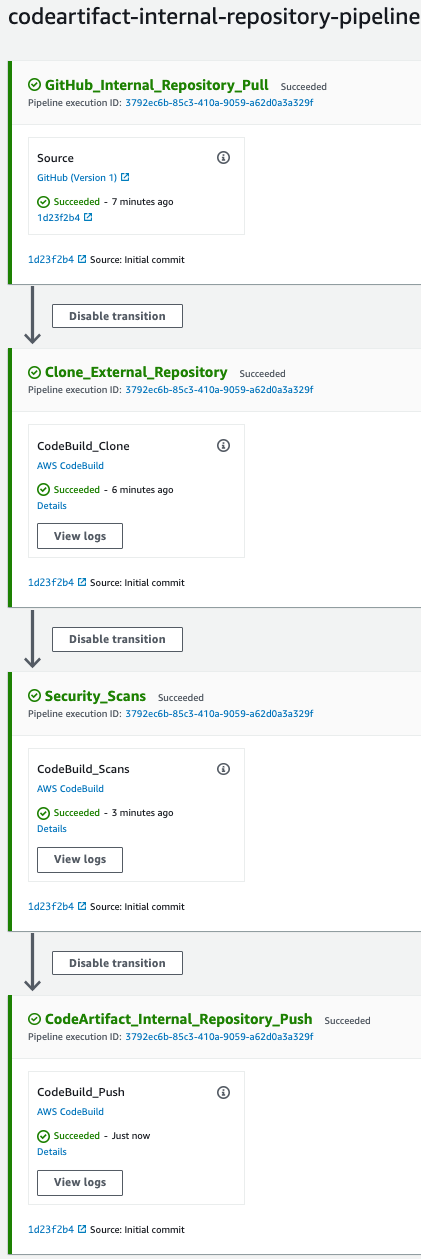 codeartifact-internal-repository-pipeline
GitHub_Internal_Repository_Pull Succeeded
Pipeline execution ID: 3792ec6b-85c3-410a-9059-a62d0a3a329f
Source
GitHub (Version 1)
Succeeded - 7 minutes ago
1d23f2b4
1d23f2b4 Source: Initial commit
Disable transition
Clone_External_Repository Succeeded
Pipeline execution ID: 3792ec6b-85c3-410a-9059-a62d0a3a329f
CodeBuild_Clone
AWS CodeBuild
Succeeded - 6 minutes ago
Details
View logs
1d23f2b4 Source: Initial commit
Disable transition
Security_Scans Succeeded
Pipeline execution ID: 3792ec6b-85c3-410a-9059-a62d0a3a329f
CodeBuild_Scans
AWS CodeBuild
Succeeded - 3 minutes ago
Details
View logs
1d23f2b4 Source: Initial commit
Disable transition
CodeArtifact_Internal_Repository_Push Succeeded
Pipeline execution ID: 3792ec6b-85c3-410a-9059-a62d0a3a329f
CodeBuild_Push
AWS CodeBuild
Succeeded - Just now
Details
View logs
1d23f2b4 Source: Initial commit